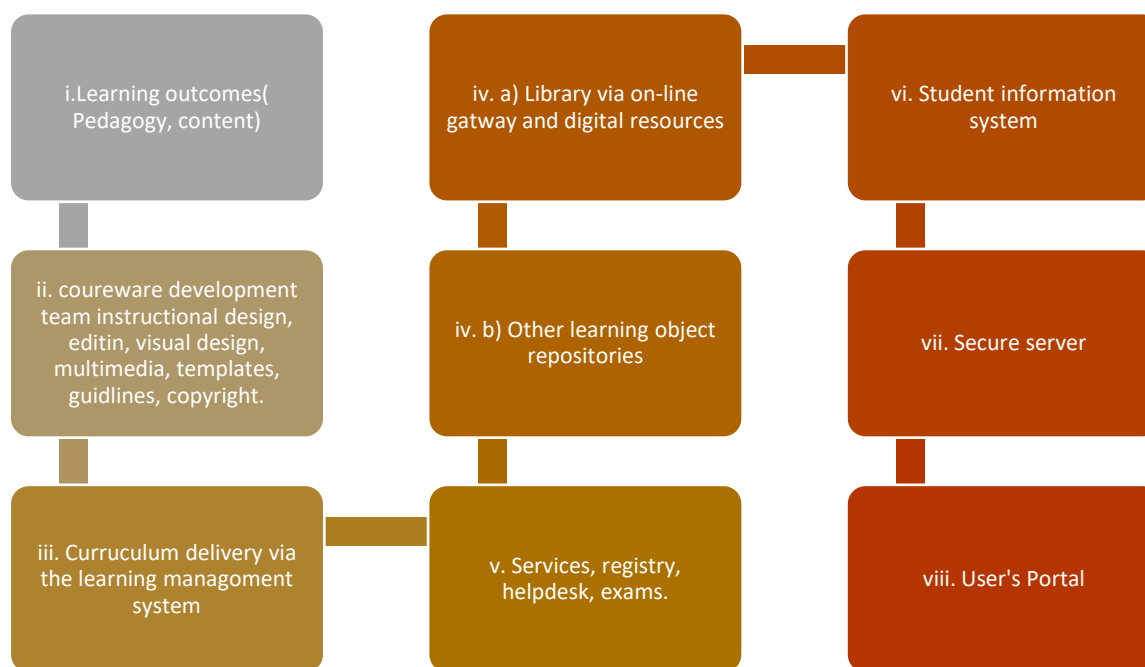 i.Learning outcomes(
Pedagogy, content)
ii. coureware development
team instructional design,
editin, visual design,
multimedia, templates,
guidlines, copyright.
iii. Curruculum delivery via
the learning managoment
system
iv. a) Library via on-line
gatway and digital resources
iv. b) Other learning object
repositories
v. Services, registry,
helpdesk, exams.
vi. Student information
system
vii. Secure server
viii. User's Portal